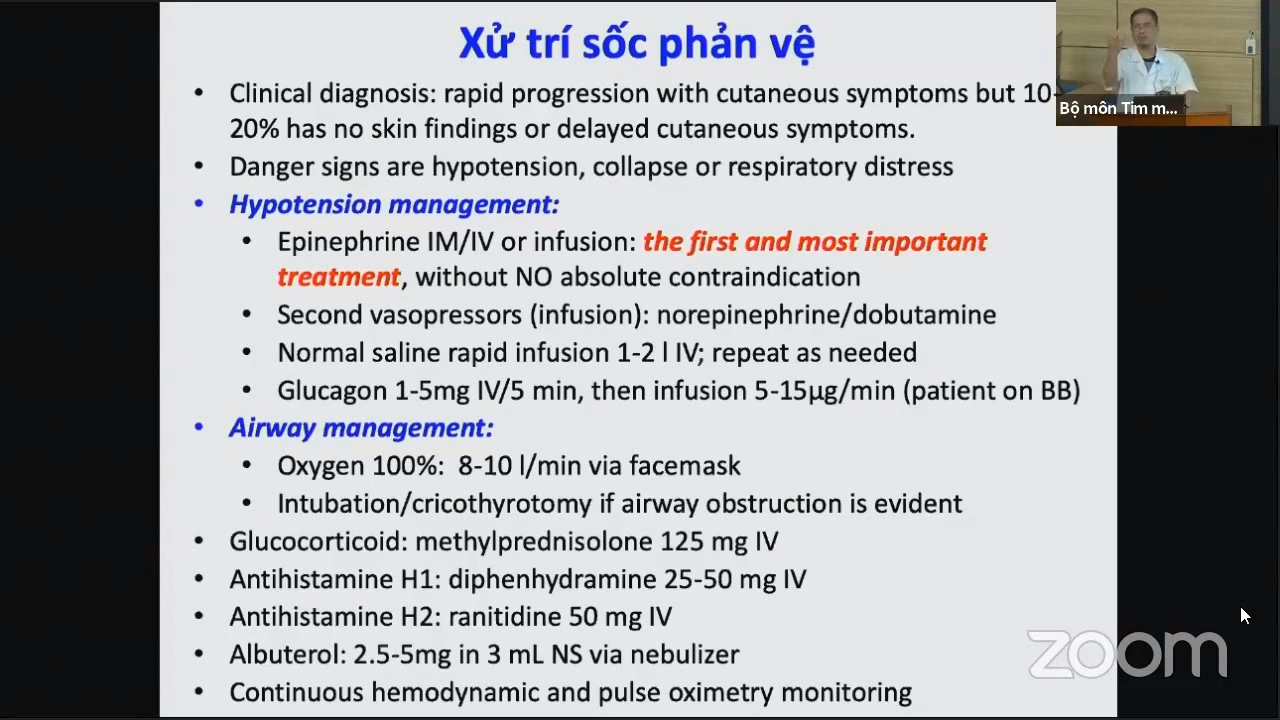 Xử trí sốc phản vệ
• Clinical diagnosis: rapid progression with cutaneous symptoms but 10-
20% has no skin findings or delayed cutaneous symptoms.
• Danger signs are hypotension, collapse or respiratory distress
• Hypotension management:
• Epinephrine IM/IV or infusion: the first and most important
treatment, without NO absolute contraindication
• Second vasopressors (infusion): norepinephrine/dobutamine
• Normal saline rapid infusion 1-2 l IV; repeat as needed
• Glucagon 1-5mg IV/5 min, then infusion 5-15µg/min (patient on BB)
• Airway management:
• Oxygen 100%: 8-10 l/min via facemask
• Intubation/cricothyrotomy if airway obstruction is evident
• Glucocorticoid: methylprednisolone 125 mg IV
• Antihistamine H1: diphenhydramine 25-50 mg IV
• Antihistamine H2: ranitidine 50 mg IV
• Albuterol: 2.5-5mg in 3 mL NS via nebulizer
• Continuous hemodynamic and pulse oximetry monitoring
Bộ môn Tim m...
zoom